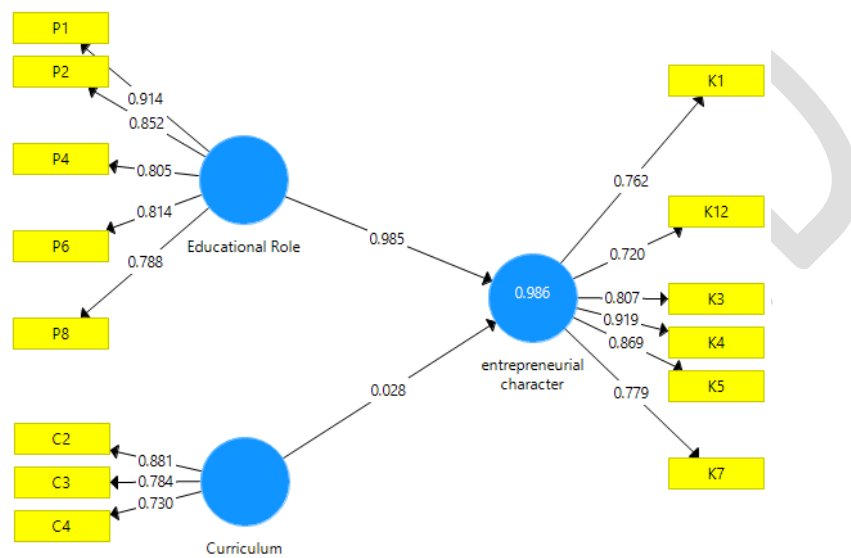 P1
P2
0.914
0.852
P4
0.805
0.814
P6
Educational Role
0.788
P8
0.985
K1
0.762
K12
0.720
0.986
0.807
K3
0.919
K4
0.869
K5
entrepreneurial
character
0.779
K7
0.028
C2
0.881
C3
0.784
0.730
C4
Curriculum